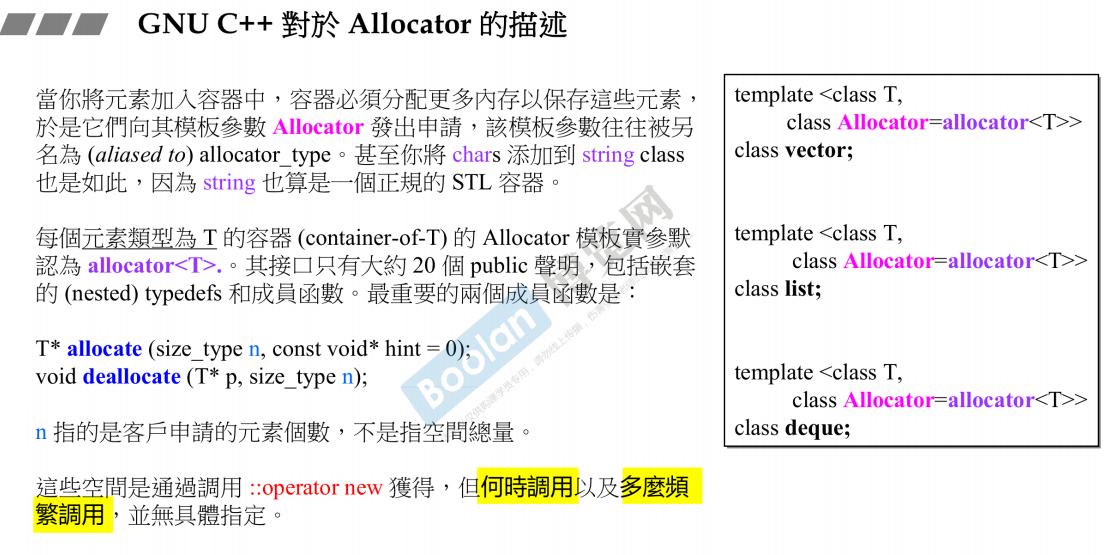 GNU C++ 對於 Allocator 的描述
當你將元素加入容器中，容器必須分配更多內存以保存這些元素，
於是它們向其模板參數 Allocator 發出申請，該模板參數往往被另
名為 (aliased to) allocator_type。甚至你將 chars 添加到 string class
也是如此，因為 string 也算是一個正規的 STL 容器。
每個元素類型為 T 的容器 (container-of-T) 的 Allocator 模板實參默
認為 allocator<T>.。其接口只有大約 20 個 public 聲明，包括嵌套
的 (nested) typedefs 和成員函數。最重要的兩個成員函數是：
T* allocate (size_type n, const void* hint = 0);
void deallocate (T* p, size_type n);
n 指的是客戶申請的元素個數，不是指空間總量。
這些空間是通過調用 ::operator new 獲得，但何時調用以及多麼頻
繁調用，並無具體指定。
template <class T,
class Allocator=allocator<T>>
class vector;
template <class T,
class Allocator=allocator<T>>
class list;
template <class T,
class Allocator=allocator<T>>
class deque;
Boolan 博览网